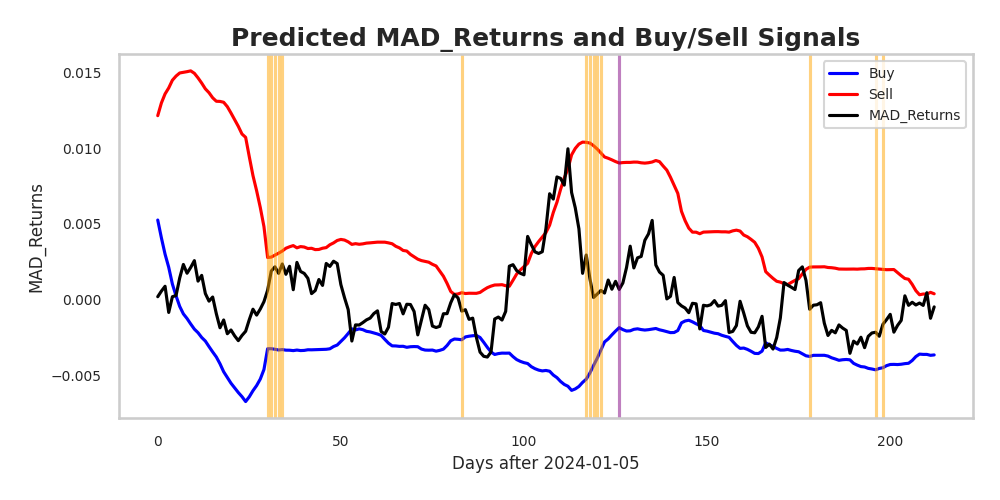 Predicted MAD_Returns and Buy/Sell Signals
Buy
Sell
MAD_Returns
0.015
0.010
0.005
0.000
−0.005
MAD_Returns
0
50
100
150
200
Days after 2024-01-05